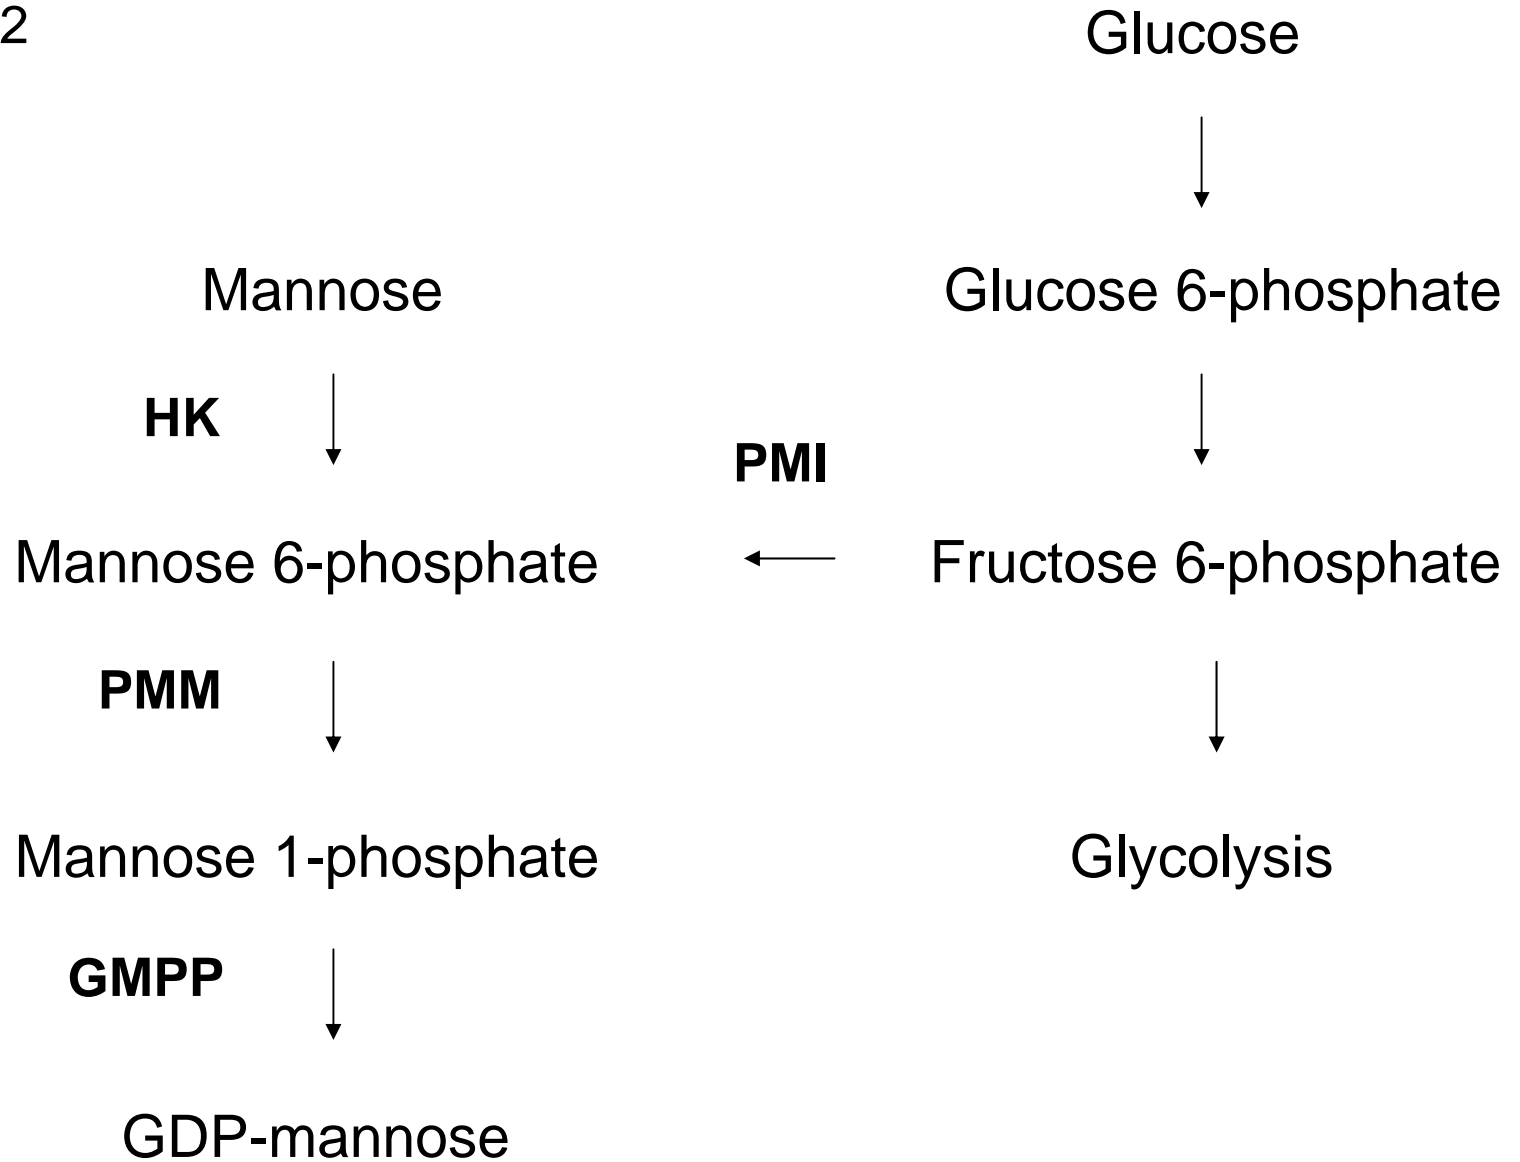 2
Glucose
Mannose
Glucose 6-phosphate
HK
PMI
Mannose 6-phosphate
Fructose 6-phosphate
PMM
Mannose 1-phosphate
Glycolysis
GMPP
GDP-mannose